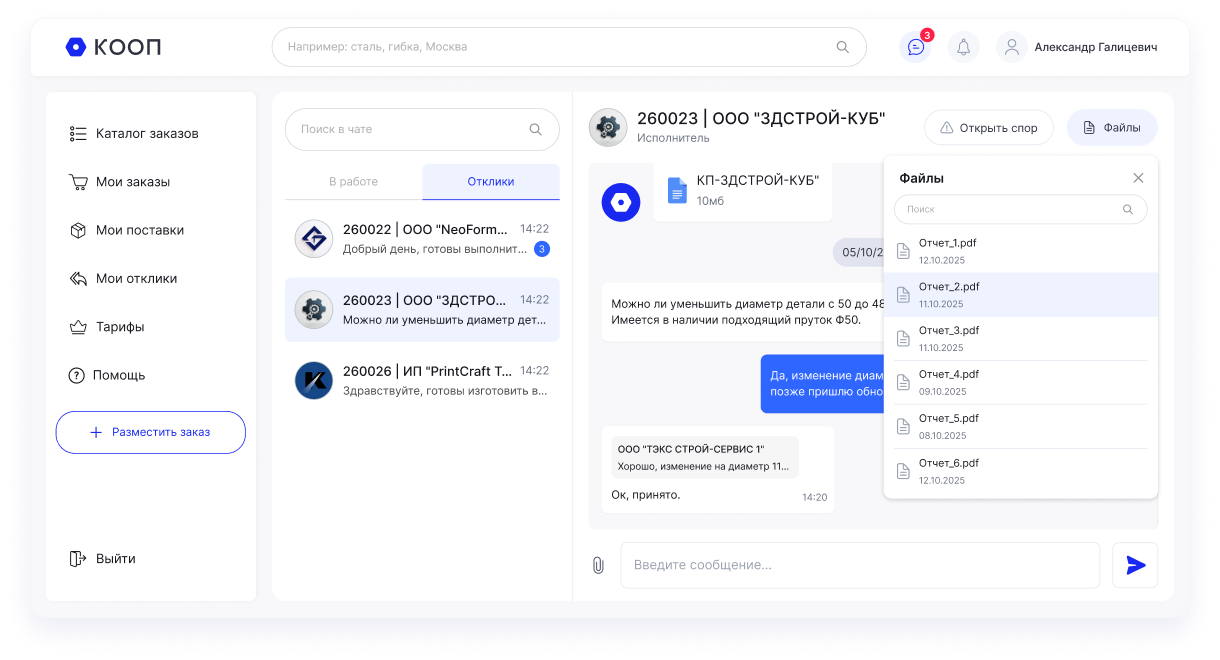 КООП
Например: сталь, гибка, Москва
3
Александр Галицевич
Каталог заказов
Мои заказы
Мои поставки
Мои отклики
Тарифы
Помощь
Разместить заказ
Выйти
Поиск в чате
В работе
Отклики
260022 | ООО "NeoForm...
14:22
Добрый день, готовы выполнит...
3
260023 | ООО "ЗДСТРО...
14:22
Можно ли уменьшить диаметр дет...
260026 | ИП "PrintCraft T...
14:22
Здравствуйте, готовы изготовить в...
260023 | ООО "ЗДСТРОЙ-КУБ"
Исполнитель
Открыть спор
Файлы
КП-ЗДСТРОЙ-КУБ"
10мб
05/10/2
Можно ли уменьшить диаметр детали с 50 до 48
Имеется в наличии подходящий пруток Ф50.
Да, изменение диам
позже пришлю обно
ООО "ТЭКС СТРОЙ-СЕРВИС 1"
Хорошо, изменение на диаметр 11...
Ок, принято.
14:20
Введите сообщение...
Файлы
Поиск
Отчет_1.pdf
12.10.2025
Отчет_2.pdf
11.10.2025
Отчет_3.pdf
11.10.2025
Отчет_4.pdf
09.10.2025
Отчет_5.pdf
08.10.2025
Отчет_6.pdf
12.10.2025